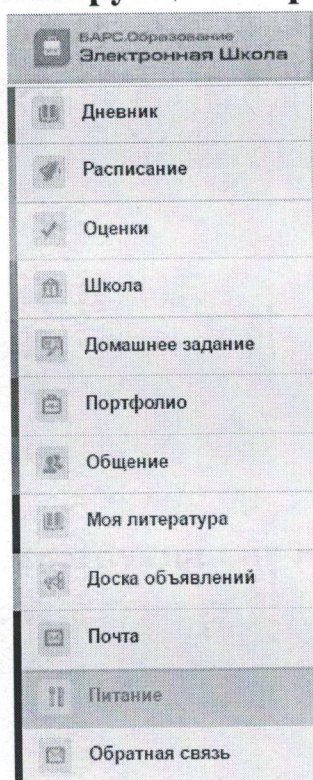 БАРС.Образование
Электронная Школа
Дневник
Расписание
Оценки
Школа
Домашнее задание
Портфолио
Общение
Моя литература
Доска объявлений
Почта
Питание
Обратная связь